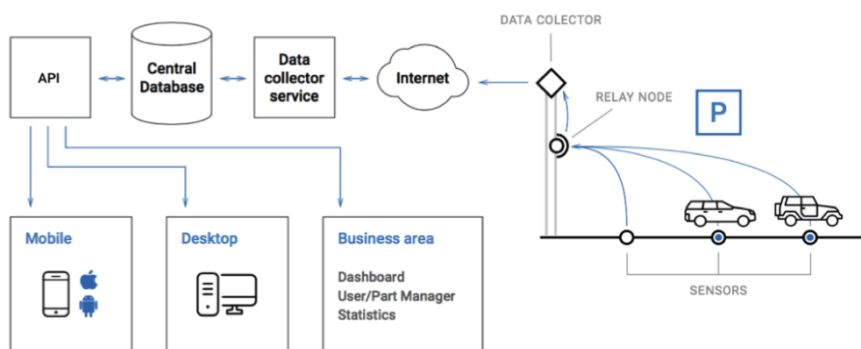 DATA COLECTOR
API
Central
Database
Data
collector
service
Internet
RELAY NODE
P
Mobile
Desktop
Business area
Dashboard
User/Part Manager
Statistics
SENSORS